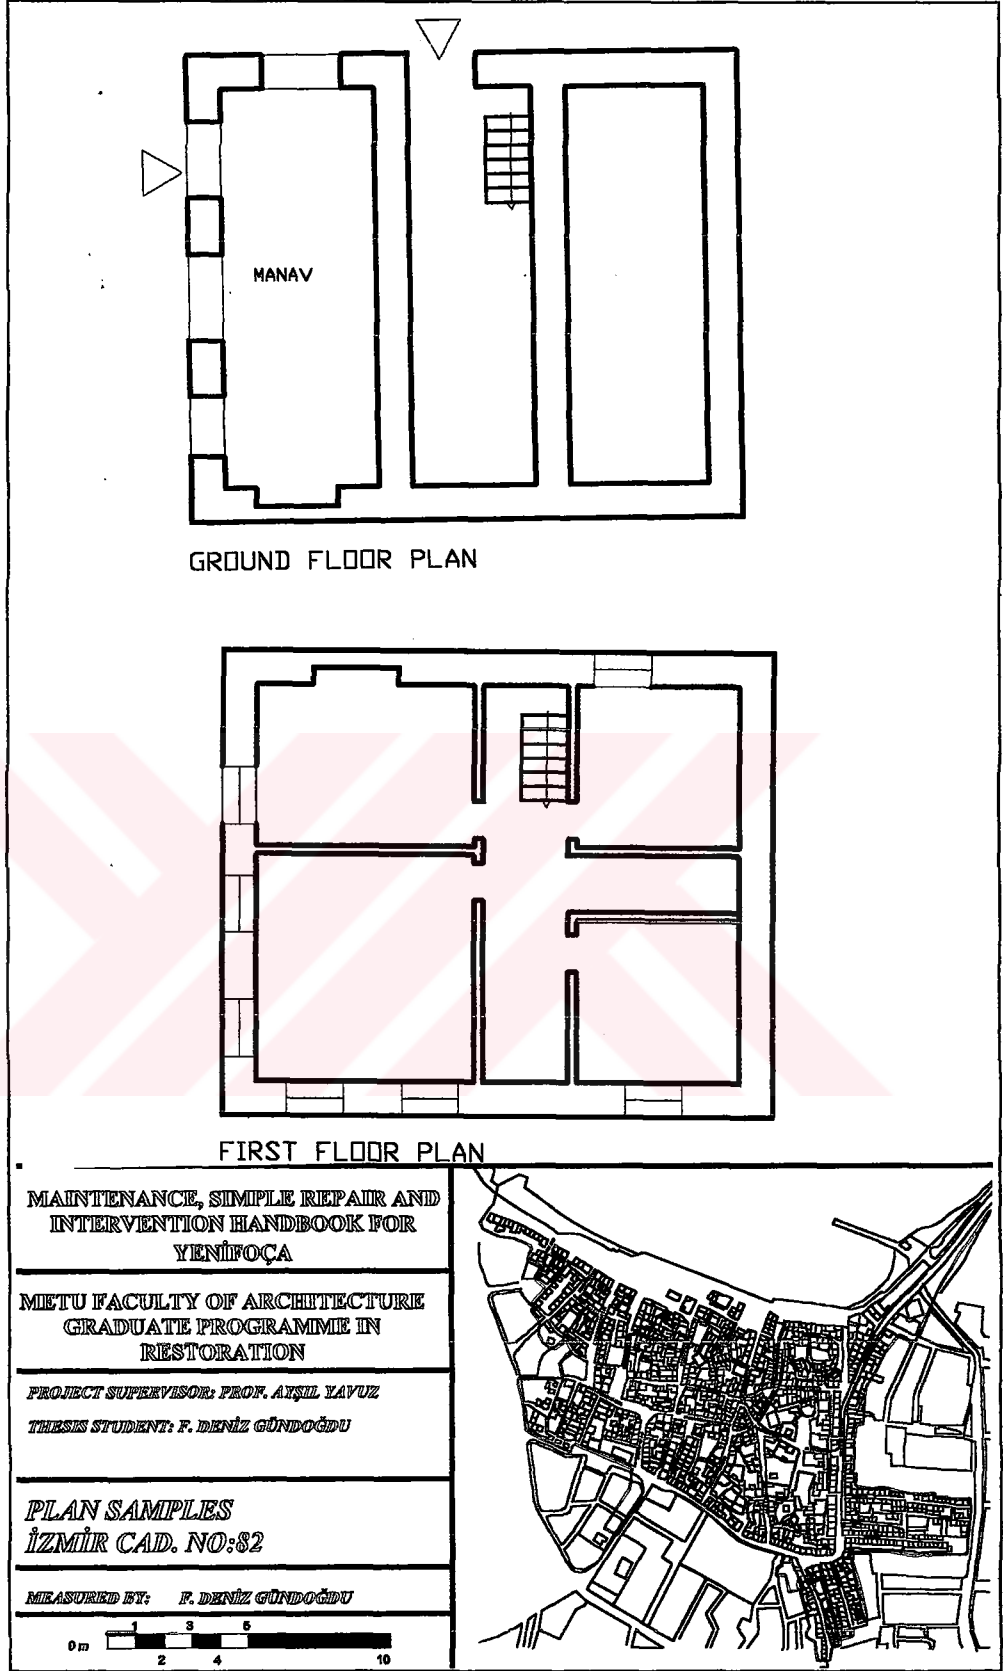 MANAV
GROUND FLOOR PLAN
FIRST FLOOR PLAN
MAINTENANCE, SIMPLE REPAIR AND
INTERVENTION HANDBOOK FOR
YENİFOÇA
METU FACULTY OF ARCHITECTURE
GRADUATE PROGRAMME IN
RESTORATION
PROJECT SUPERVISOR: PROF. AYŞIL YAVUZ
THESIS STUDENT: F. DENİZ GÜNDOĞDU
PLAN SAMPLES
İZMİR CAD. NO:82
MEASURED BY: F. DENİZ GÜNDOĞDU
1 3 5
0 m
2 4 10